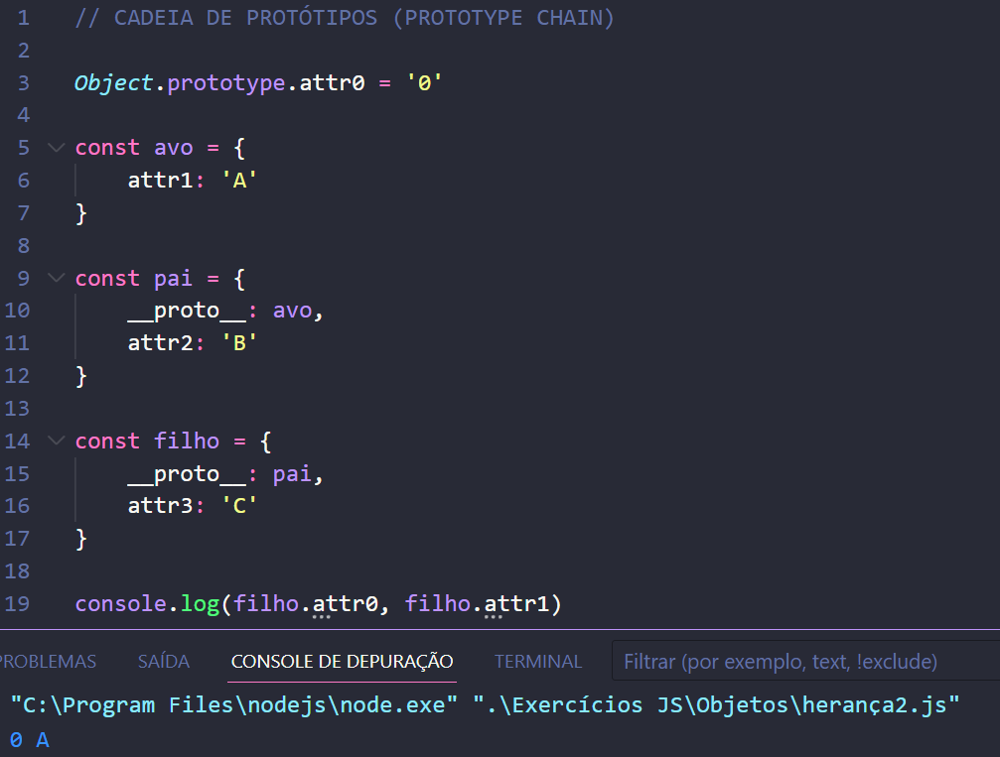 1 // CADEIA DE PROTÓTIPOS (PROTOTYPE CHAIN)
2
3 Object.prototype.attr0 = '0'
4
5 const avo = {
6     attr1: 'A'
7 }
8
9 const pai = {
10     __proto__: avo,
11     attr2: 'B'
12 }
13
14 const filho = {
15     __proto__: pai,
16     attr3: 'C'
17 }
18
19 console.log(filho.attr0, filho.attr1)
PROBLEMAS SAÍDA CONSOLE DE DEPURAÇÃO TERMINAL Filtrar (por exemplo, text, !exclude)
"C:\Program Files\nodejs\node.exe" ".\Exercícios JS\Objetos\herança2.js"
0 A